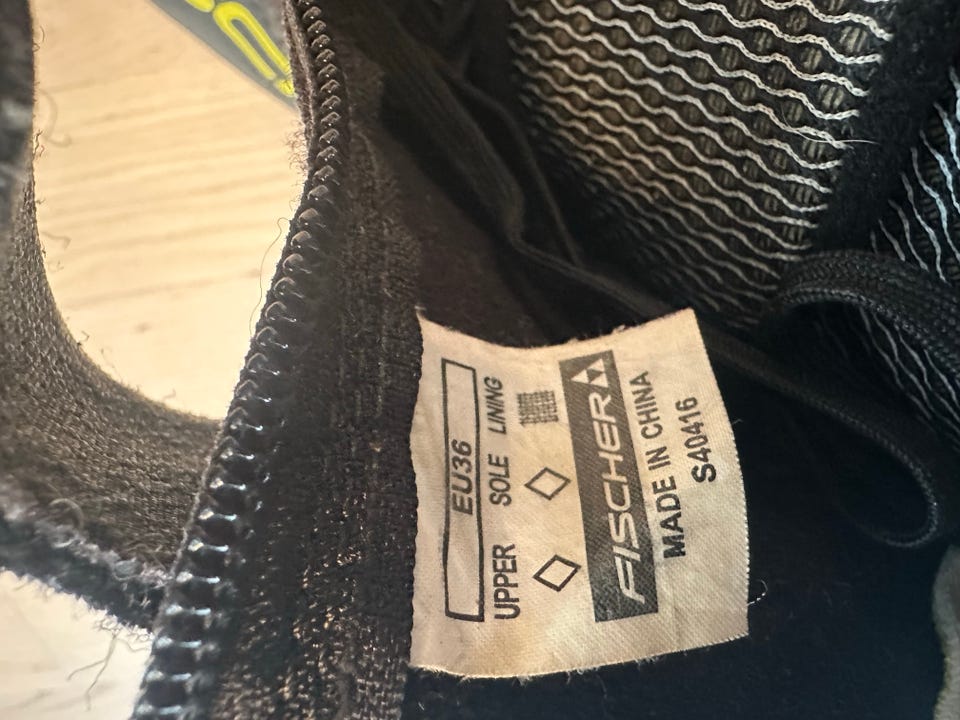 EU36
UPPER SOLE LINING
FISCHER
MADE IN CHINA
S40416